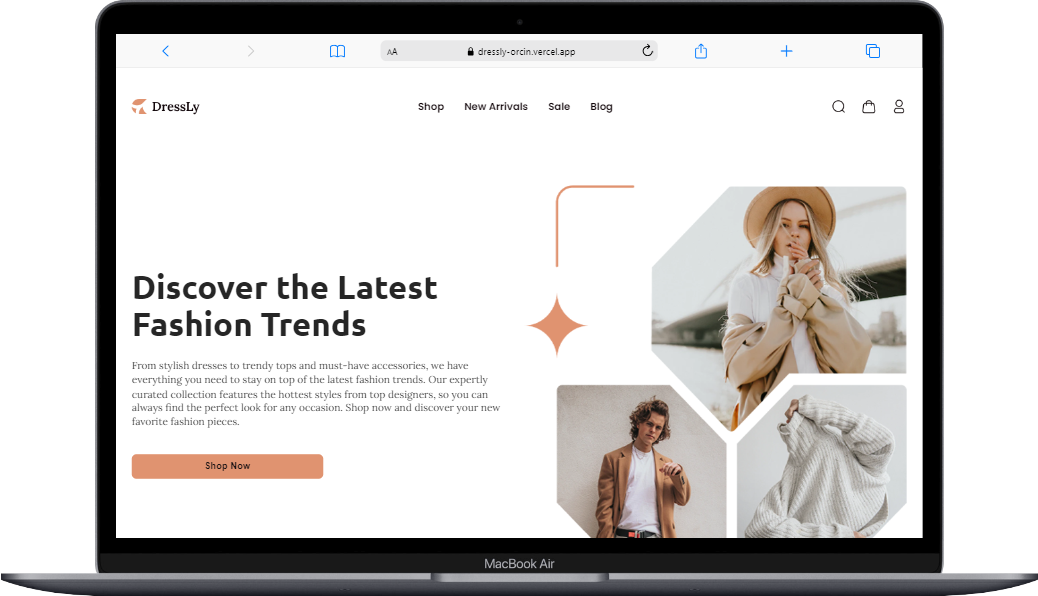 AA dressly-orcin.vercel.app
DressLy Shop New Arrivals Sale Blog
Discover the Latest
Fashion Trends
From stylish dresses to trendy tops and must-have accessories, we have
everything you need to stay on top of the latest fashion trends. Our expertly
curated collection features the hottest styles from top designers, so you can
always find the perfect look for any occasion. Shop now and discover your new
favorite fashion pieces.
Shop Now
MacBook Air